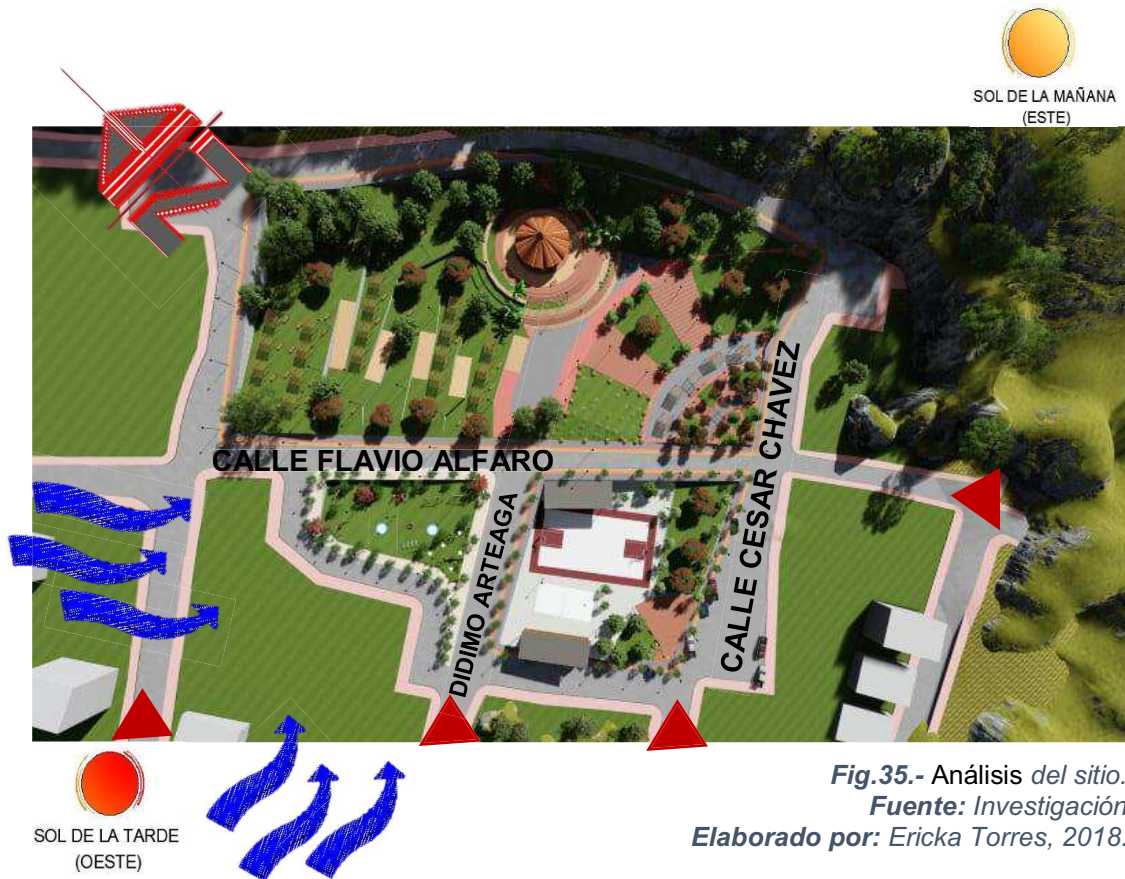 SOL DE LA MAÑANA
(ESTE)
CALLE FLAVIO ALFARO
DIDIMO ARTEAGA
CALLE CESAR CHAVEZ
SOL DE LA TARDE
(OESTE)
Fig.35.- Análisis del sitio.
Fuente: Investigación
Elaborado por: Ericka Torres, 2018.